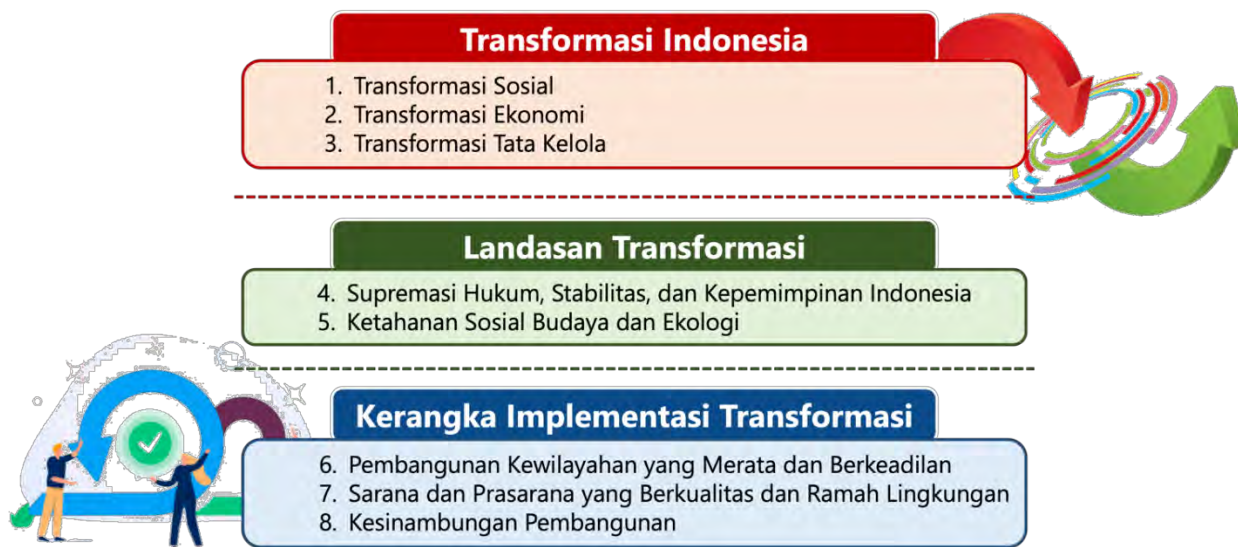 Transformasi Indonesia
1. Transformasi Sosial
2. Transformasi Ekonomi
3. Transformasi Tata Kelola
Landasan Transformasi
4. Supremasi Hukum, Stabilitas, dan Kepemimpinan Indonesia
5. Ketahanan Sosial Budaya dan Ekologi
Kerangka Implementasi Transformasi
6. Pembangunan Kewilayahan yang Merata dan Berkeadilan
7. Sarana dan Prasarana yang Berkualitas dan Ramah Lingkungan
8. Kesinambungan Pembangunan